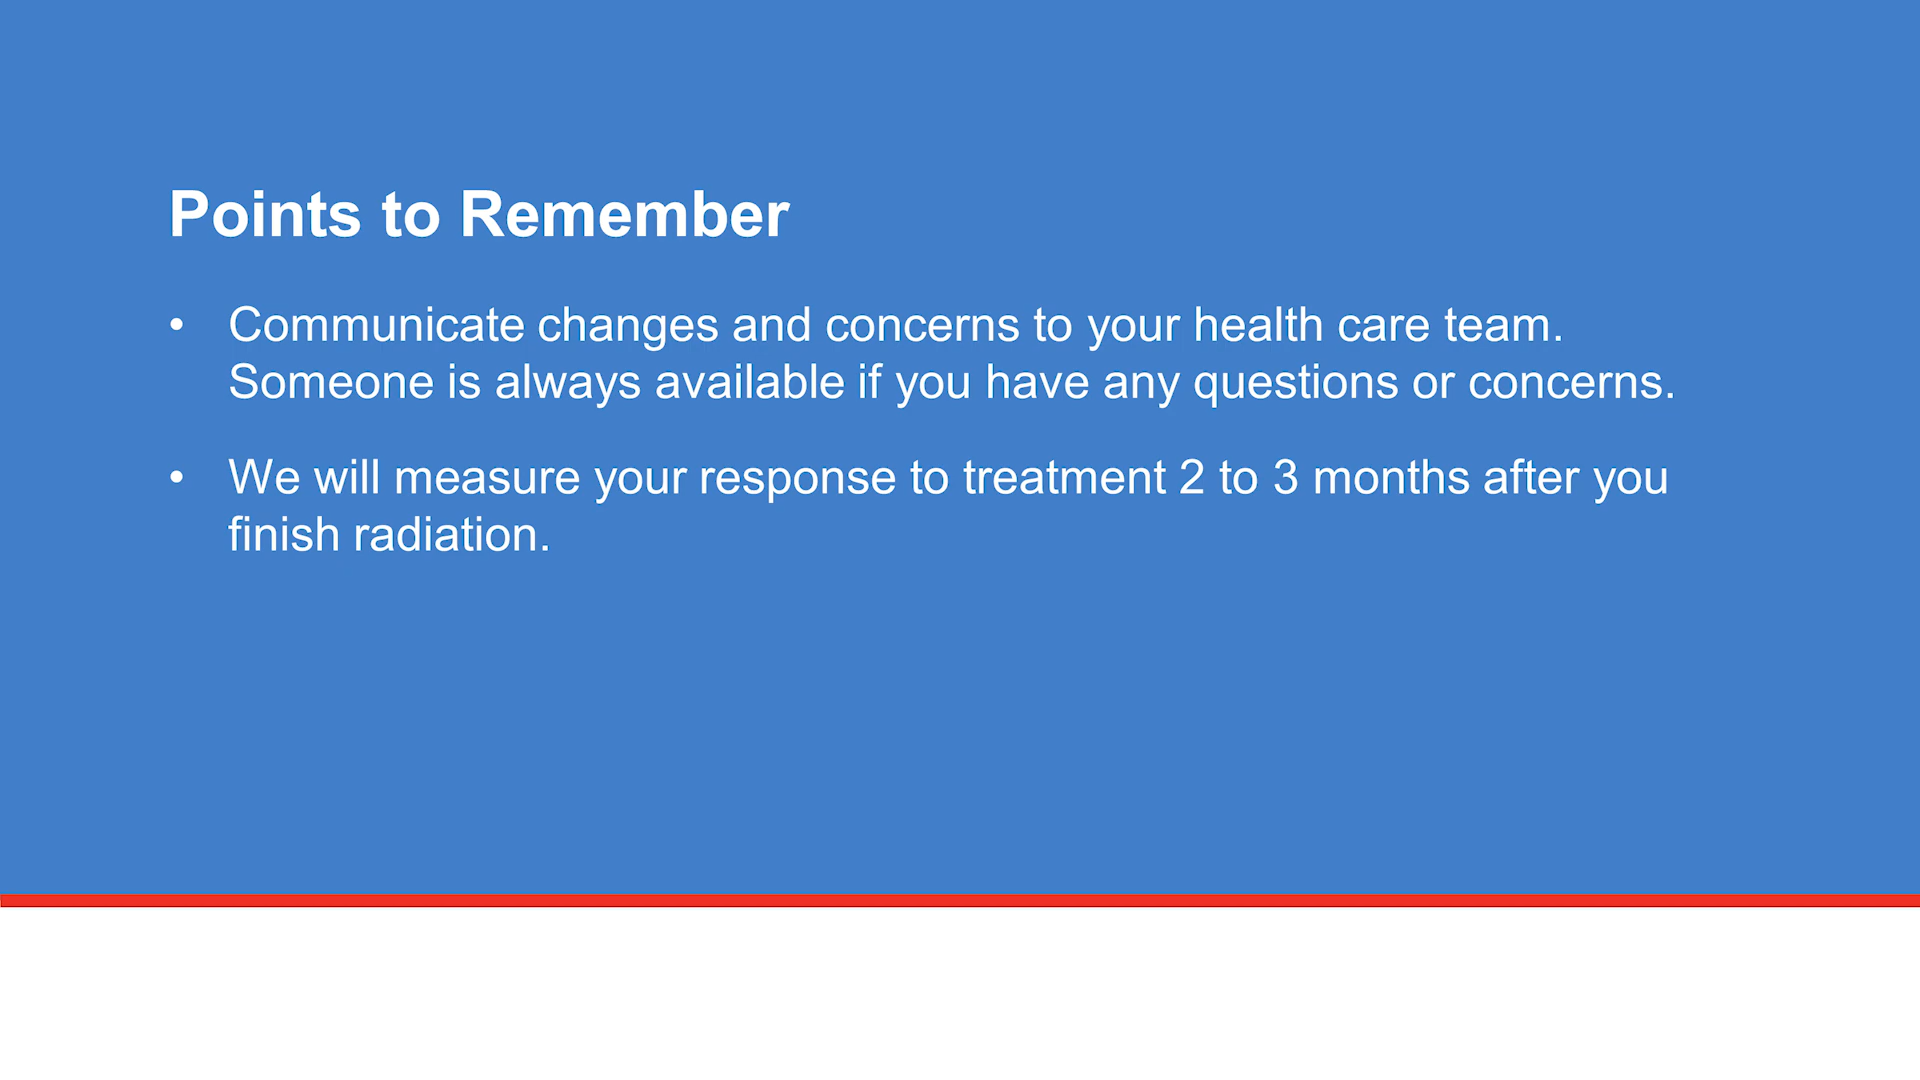 Points to Remember
• Communicate changes and concerns to your health care team.
Someone is always available if you have any questions or concerns.
• We will measure your response to treatment 2 to 3 months after you
finish radiation.